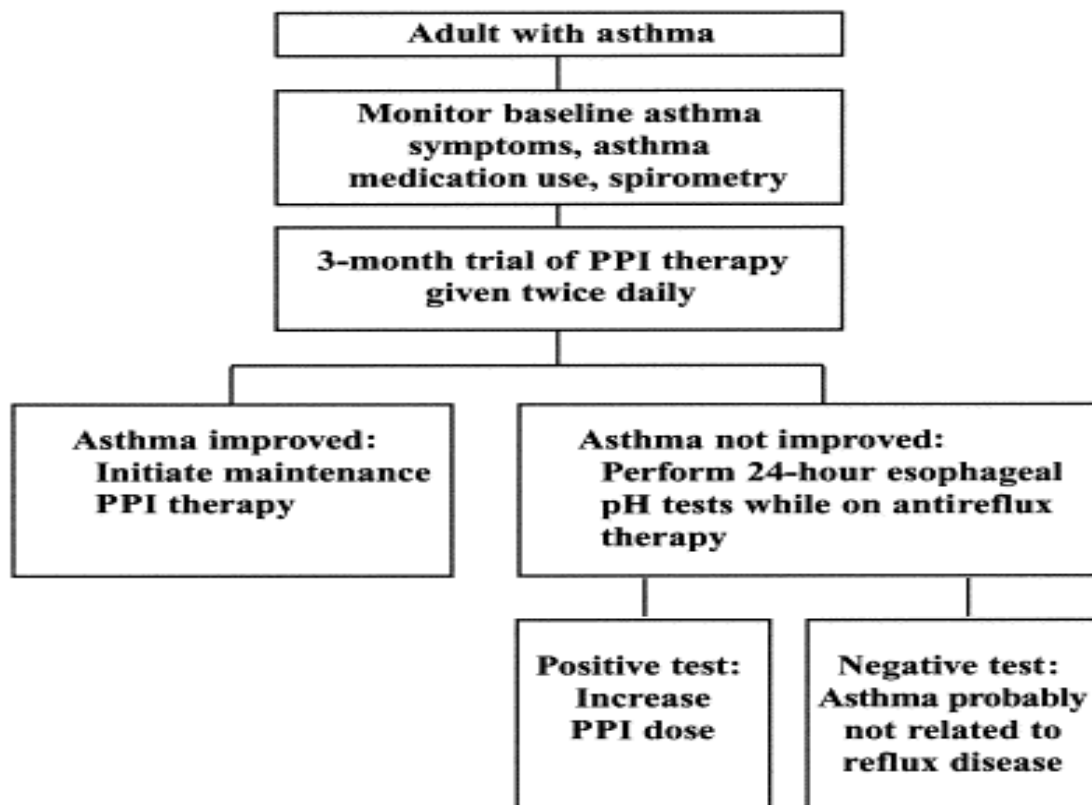 Adult with asthma
Monitor baseline asthma
symptoms, asthma
medication use, spirometry
3-month trial of PPI therapy
given twice daily
Asthma improved:
Initiate maintenance
PPI therapy
Asthma not improved:
Perform 24-hour esophageal
pH tests while on antireflux
therapy
Positive test:
Increase
PPI dose
Negative test:
Asthma probably
not related to
reflux disease